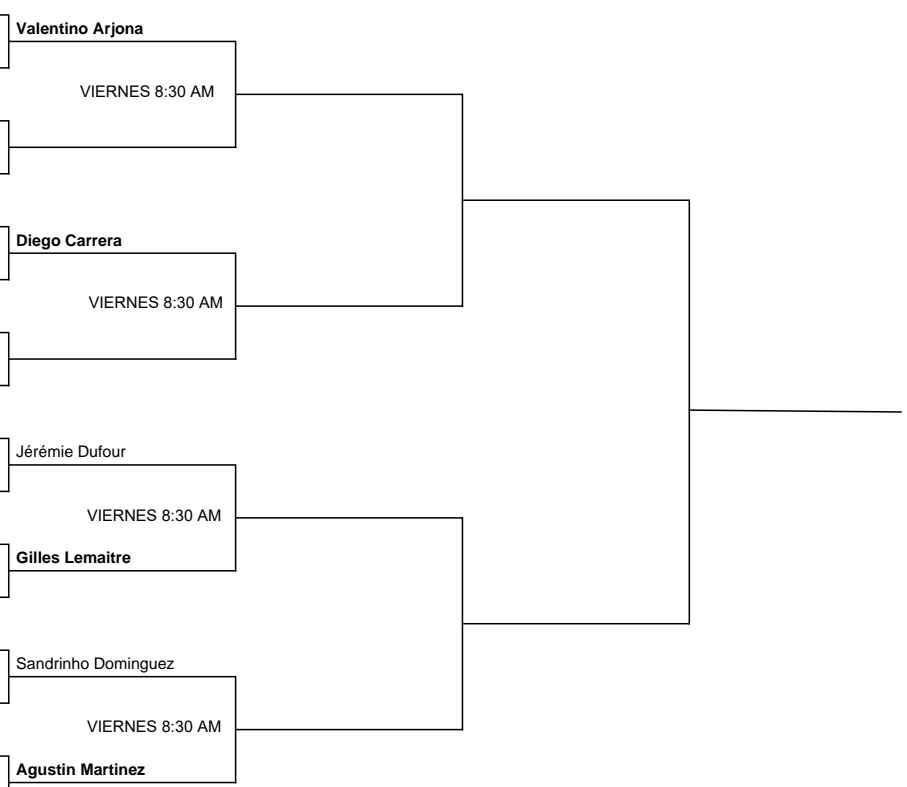 Valentino Arjona
VIERNES 8:30 AM
Diego Carrera
VIERNES 8:30 AM
Jérémie Dufour
VIERNES 8:30 AM
Gilles Lemaitre
Sandrinho Dominguez
VIERNES 8:30 AM
Agustin Martinez